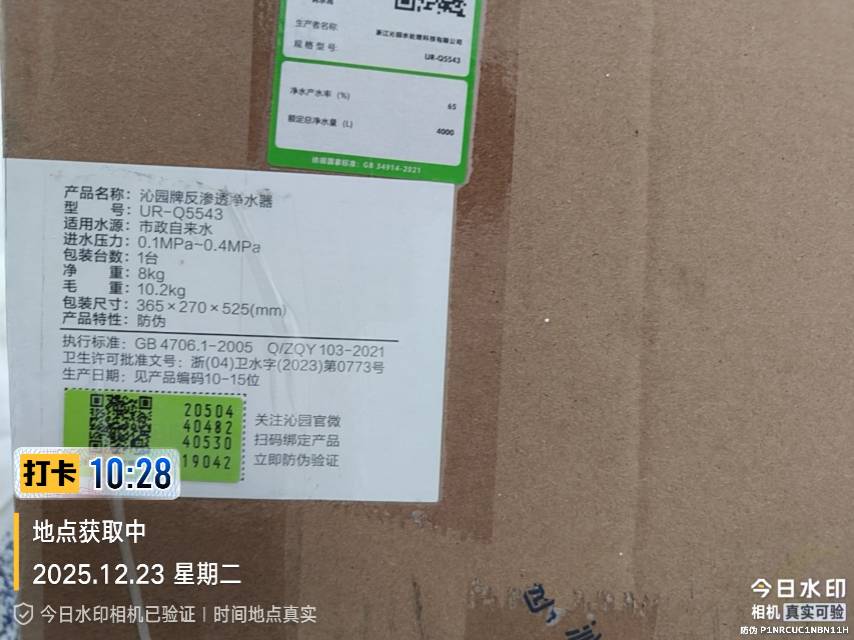 生产者名称:
浙江沁园水处理科技有限公司
规格型号:
UR-Q5543
净水产水率 (%)
65
额定总净水量 (L)
4000
依据国家标准: GB 34914-2021
产品名称: 沁园牌反渗透净水器
型 号: UR-Q5543
适用水源: 市政自来水
进水压力: 0.1MPa~0.4MPa
包装台数: 1台
净 重: 8kg
毛 重: 10.2kg
包装尺寸: 365×270×525(mm)
产品特性: 防伪
执行标准: GB 4706.1-2005 Q/ZQY 103-2021
卫生许可批准文号: 浙(04)卫水字(2023)第0773号
生产日期: 见产品编码10-15位
20504
40482
40530
19042
关注沁园官微
扫码绑定产品
立即防伪验证
打卡 10:28
地点获取中
2025.12.23 星期二
今日水印相机已验证 | 时间地点真实
今日水印
相机 真实可验
防伪 P1NRCUC1NBN11H